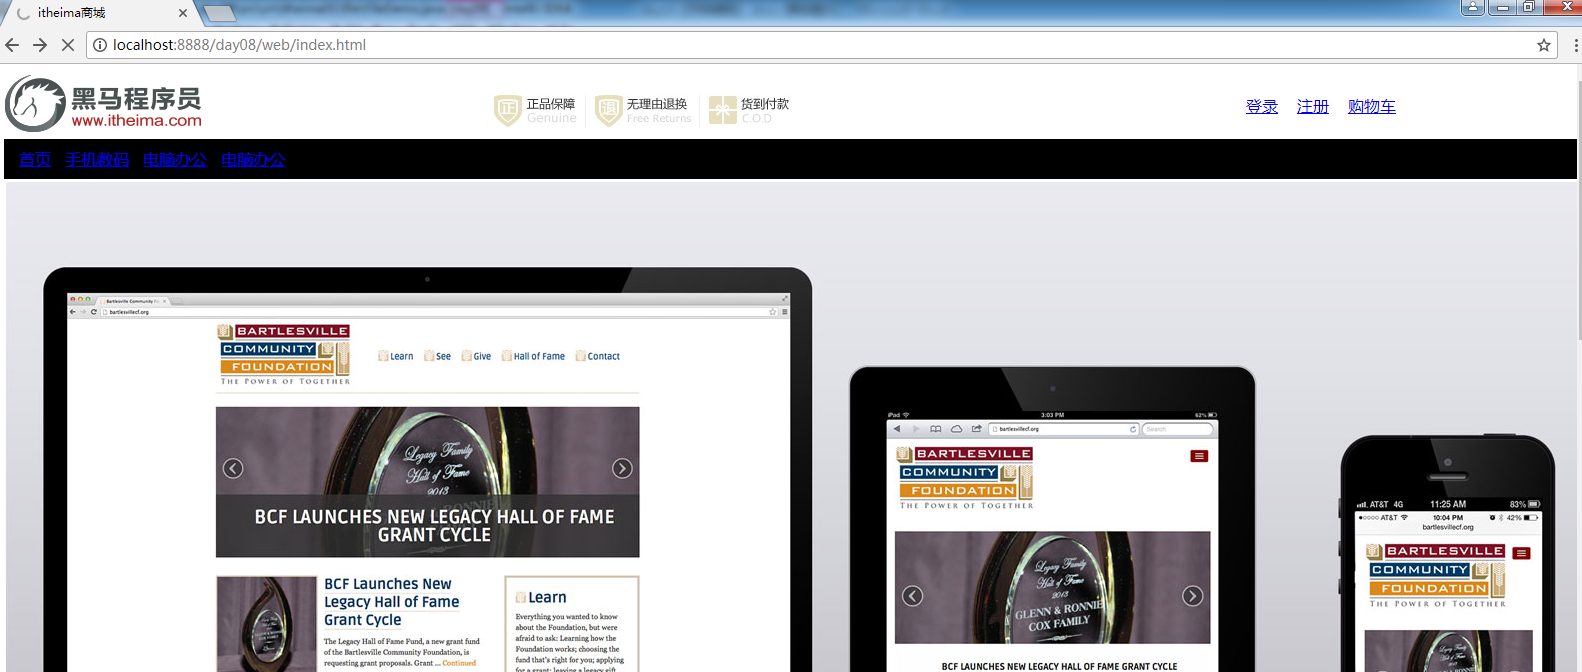 itheima商城
localhost:8888/day08/web/index.html
黑马程序员
www.itheima.com
正 正品保障 Genuine
退 无理由退换 Free Returns
货到付款 C.O.D
登录 注册 购物车
首页 手机数码 电脑办公 电脑办公
Bartlesville Community F
bartlesvillecf.org
BARTLESVILLE
COMMUNITY
FOUNDATION
THE POWER OF TOGETHER
Learn See Give Hall of Fame Contact
Legacy Family
Hall of Fame
2013
BCF LAUNCHES NEW LEGACY HALL OF FAME
GRANT CYCLE
BCF Launches New
Legacy Hall of Fame
Grant Cycle
The Legacy Hall of Fame Fund, a new grant fund
of the Bartlesville Community Foundation, is
requesting grant proposals. Grant ... Continued
Learn
Everything you wanted to know
about the Foundation, but were
afraid to ask: Learning how the
Foundation works; choosing the
fund that's right for you; applying
for a grant; leaving a legacy gift
iPad 3:03 PM 62%
bartlesvillecf.org Search
BARTLESVILLE
COMMUNITY
FOUNDATION
THE POWER OF TOGETHER
Legacy Family
Hall of Fame
2013
GLENN & RONNIE
COX FAMILY
BCF LAUNCHES NEW LEGACY HALL OF FAME GRANT CYCLE
AT&T 4G 11:25 AM 83%
AT&T 10:04 PM 42%
bartlesvillecf.org
BARTLESVILLE
COMMUNITY
FOUNDATION
THE POWER OF TOGETHER